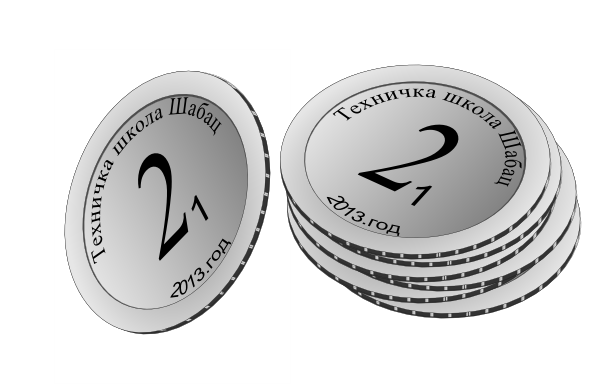 Техничка школа Шабац
2
1
2013.год
Техничка школа Шабац
2
1
2013.год